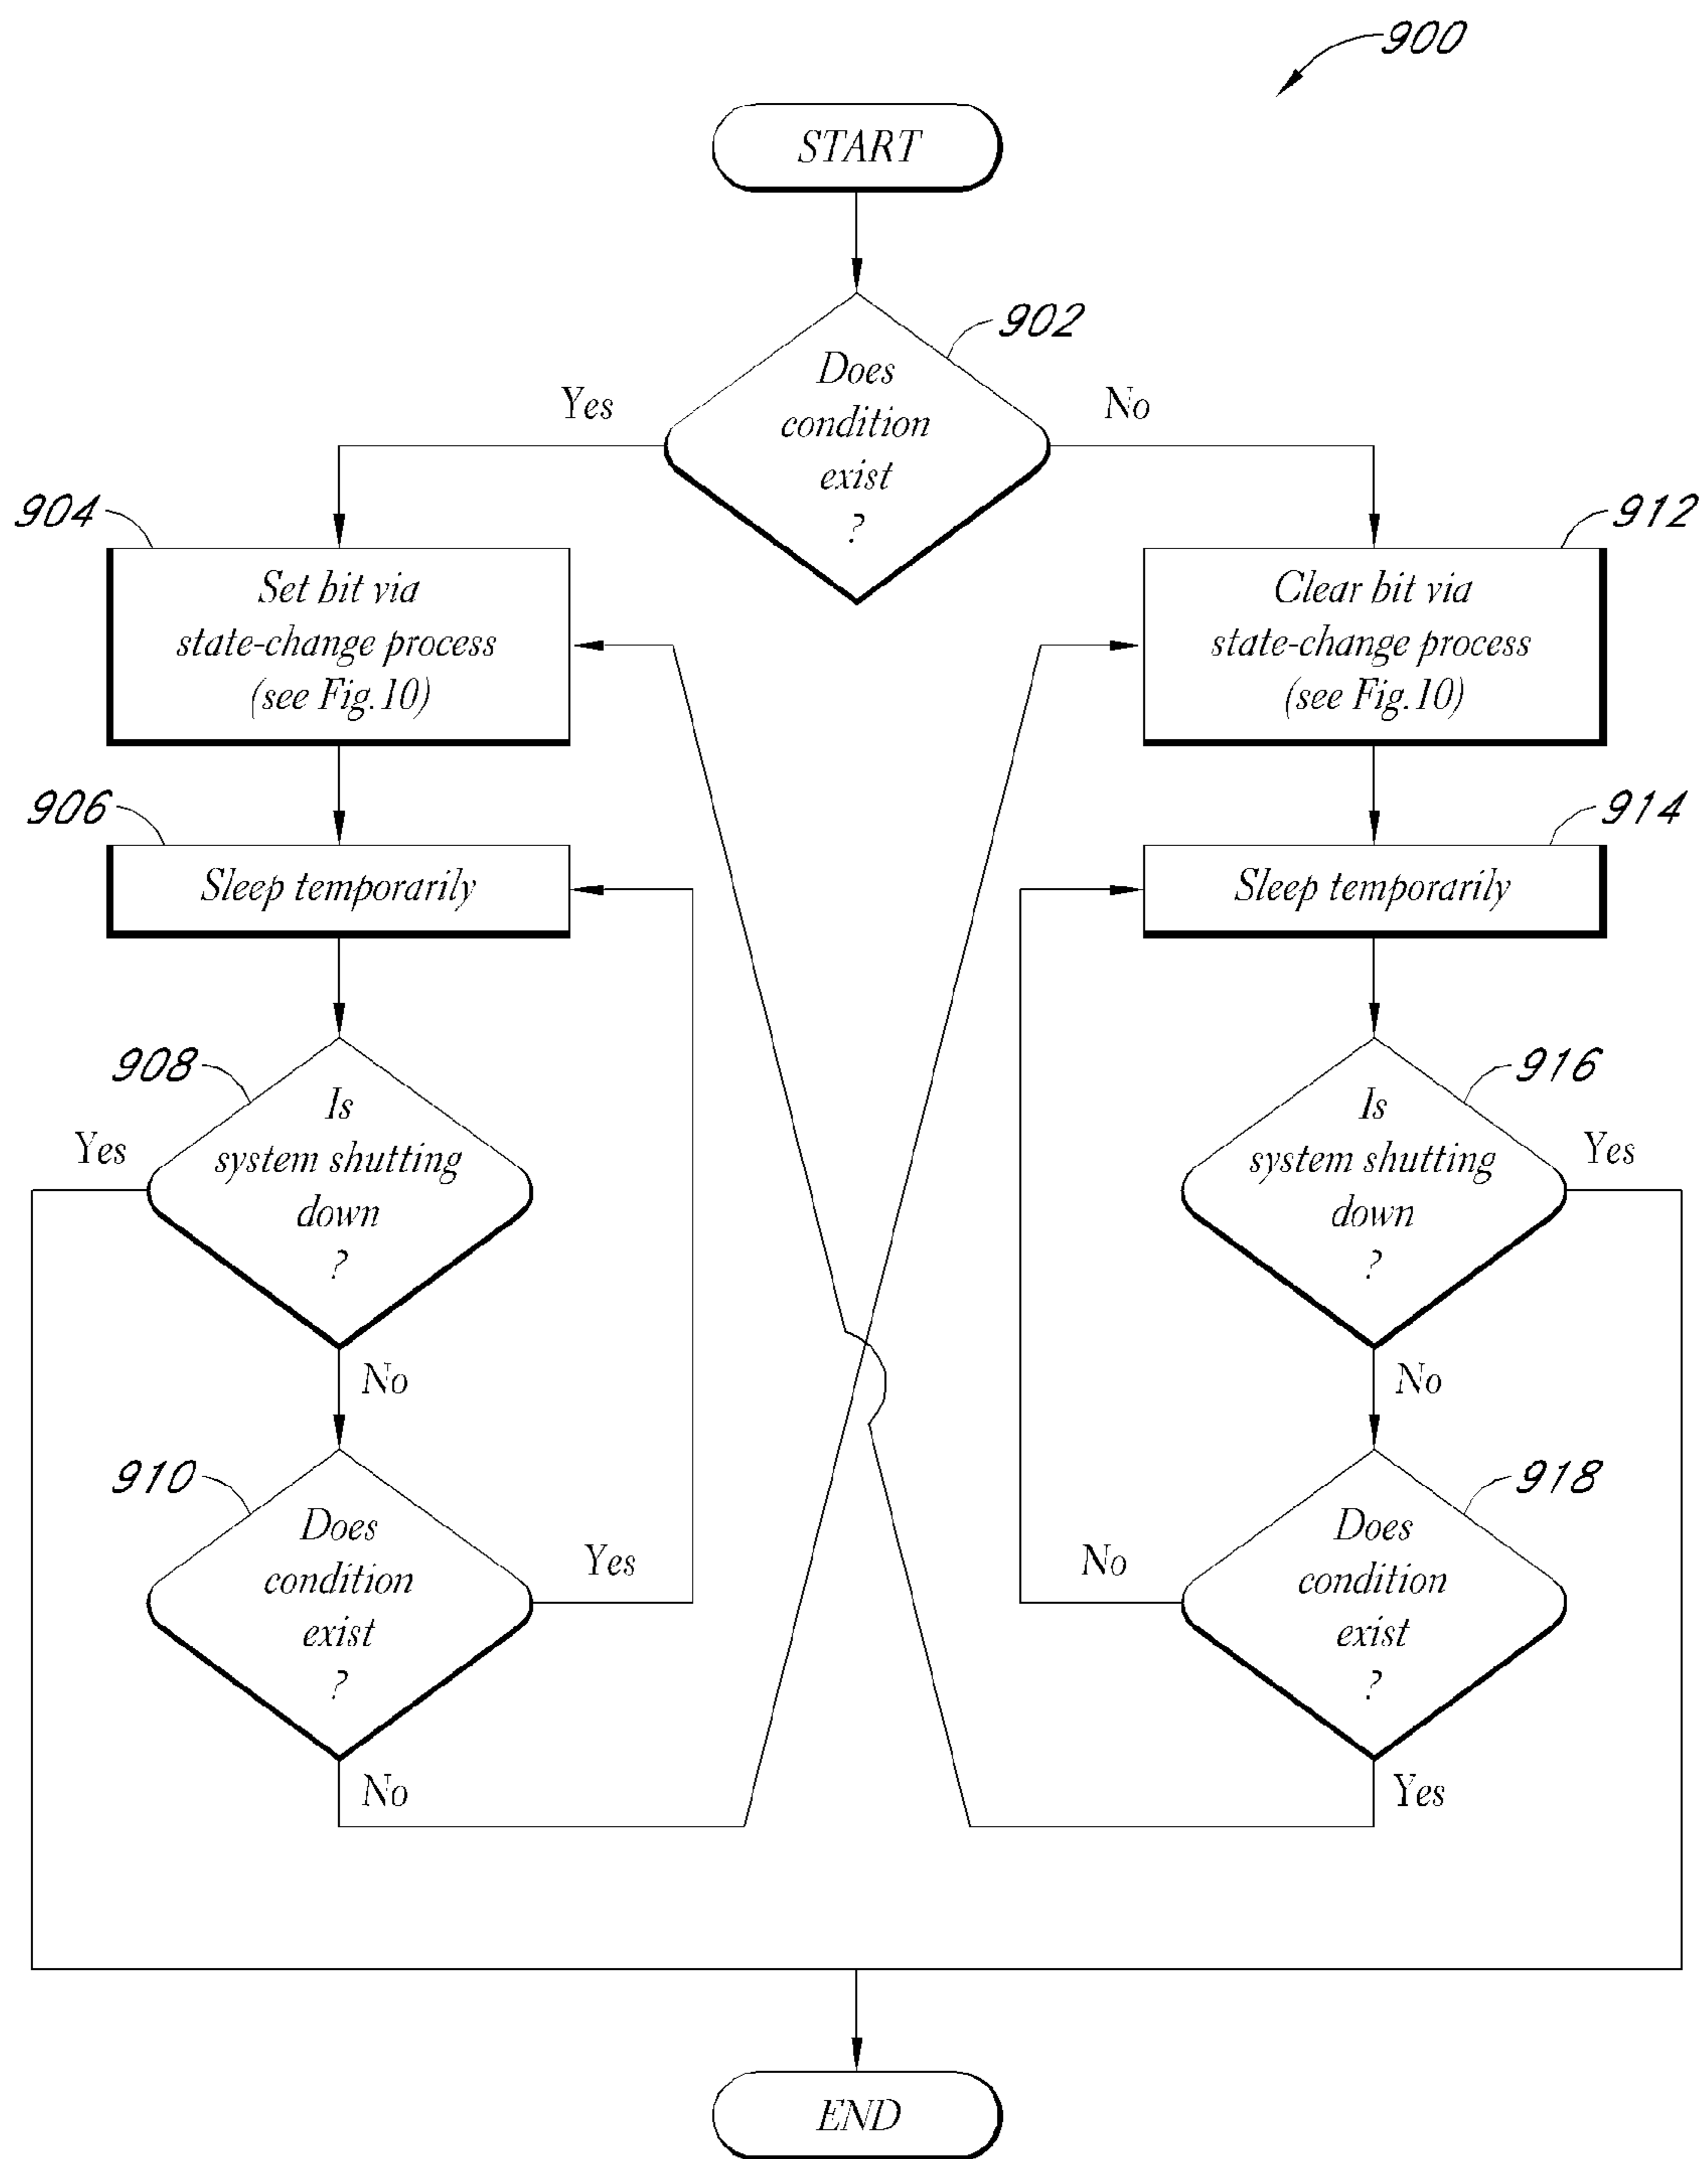 900
START
902
Does
condition
exist
?
Yes
No
904
Set bit via
state-change process
(see Fig.10)
912
Clear bit via
state-change process
(see Fig.10)
906
Sleep temporarily
914
Sleep temporarily
908
Is
system shutting
down
?
Yes
No
916
Is
system shutting
down
?
Yes
No
910
Does
condition
exist
?
Yes
No
918
Does
condition
exist
?
No
Yes
END